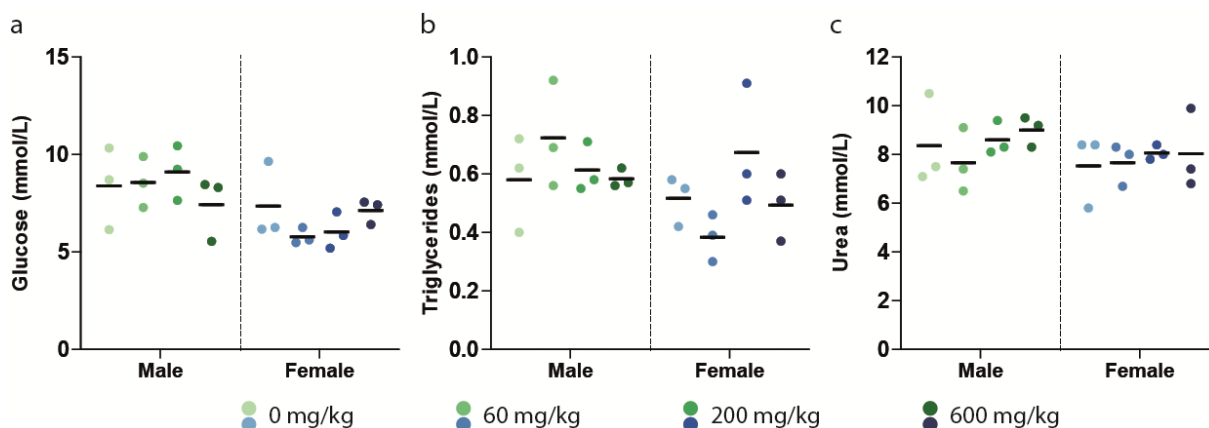 a
15
10
5
0
Glucose (mmol/L)
Male Female
b
1.0
0.8
0.6
0.4
0.2
0.0
Triglycerides (mmol/L)
Male Female
c
12
10
8
6
4
2
0
Urea (mmol/L)
Male Female
0 mg/kg 60 mg/kg 200 mg/kg 600 mg/kg